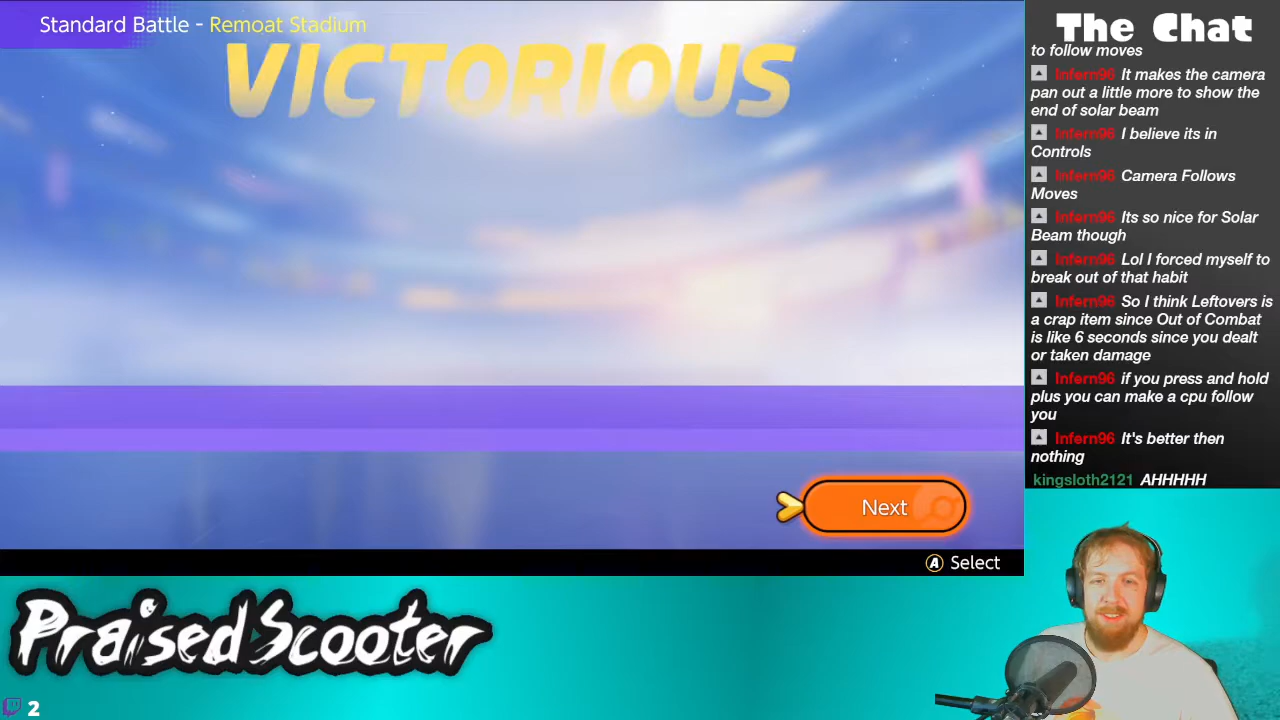 Standard Battle - Remoat Stadium
VICTORIOUS
Next
A Select
PraisedScooter
2
The Chat
to follow moves
Infern96 It makes the camera
pan out a little more to show the
end of solar beam
Infern96 I believe its in
Controls
Infern96 Camera Follows
Moves
Infern96 Its so nice for Solar
Beam though
Infern96 Lol I forced myself to
break out of that habit
Infern96 So I think Leftovers is
a crap item since Out of Combat
is like 6 seconds since you dealt
or taken damage
Infern96 if you press and hold
plus you can make a cpu follow
you
Infern96 It's better then
nothing
kingsloth2121 AHHHHH